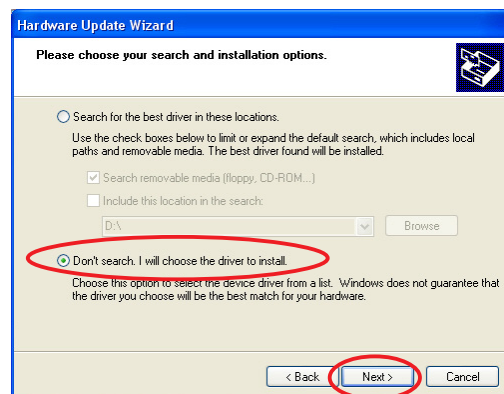 Hardware Update Wizard
Please choose your search and installation options.
Search for the best driver in these locations.
Use the check boxes below to limit or expand the default search, which includes local
paths and removable media. The best driver found will be installed.
Search removable media (floppy, CD-ROM...)
Include this location in the search:
D:\
Browse
Don't search. I will choose the driver to install.
Choose this option to select the device driver from a list. Windows does not guarantee that
the driver you choose will be the best match for your hardware.
< Back
Next >
Cancel